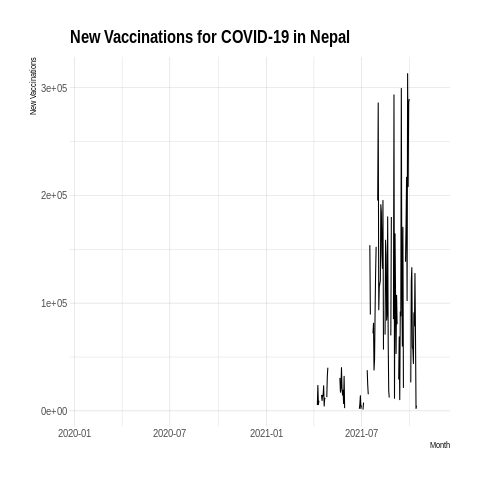 New Vaccinations for COVID-19 in Nepal
New Vaccinations
3e+05
2e+05
1e+05
0e+00
2020-01 2020-07 2021-01 2021-07
Month